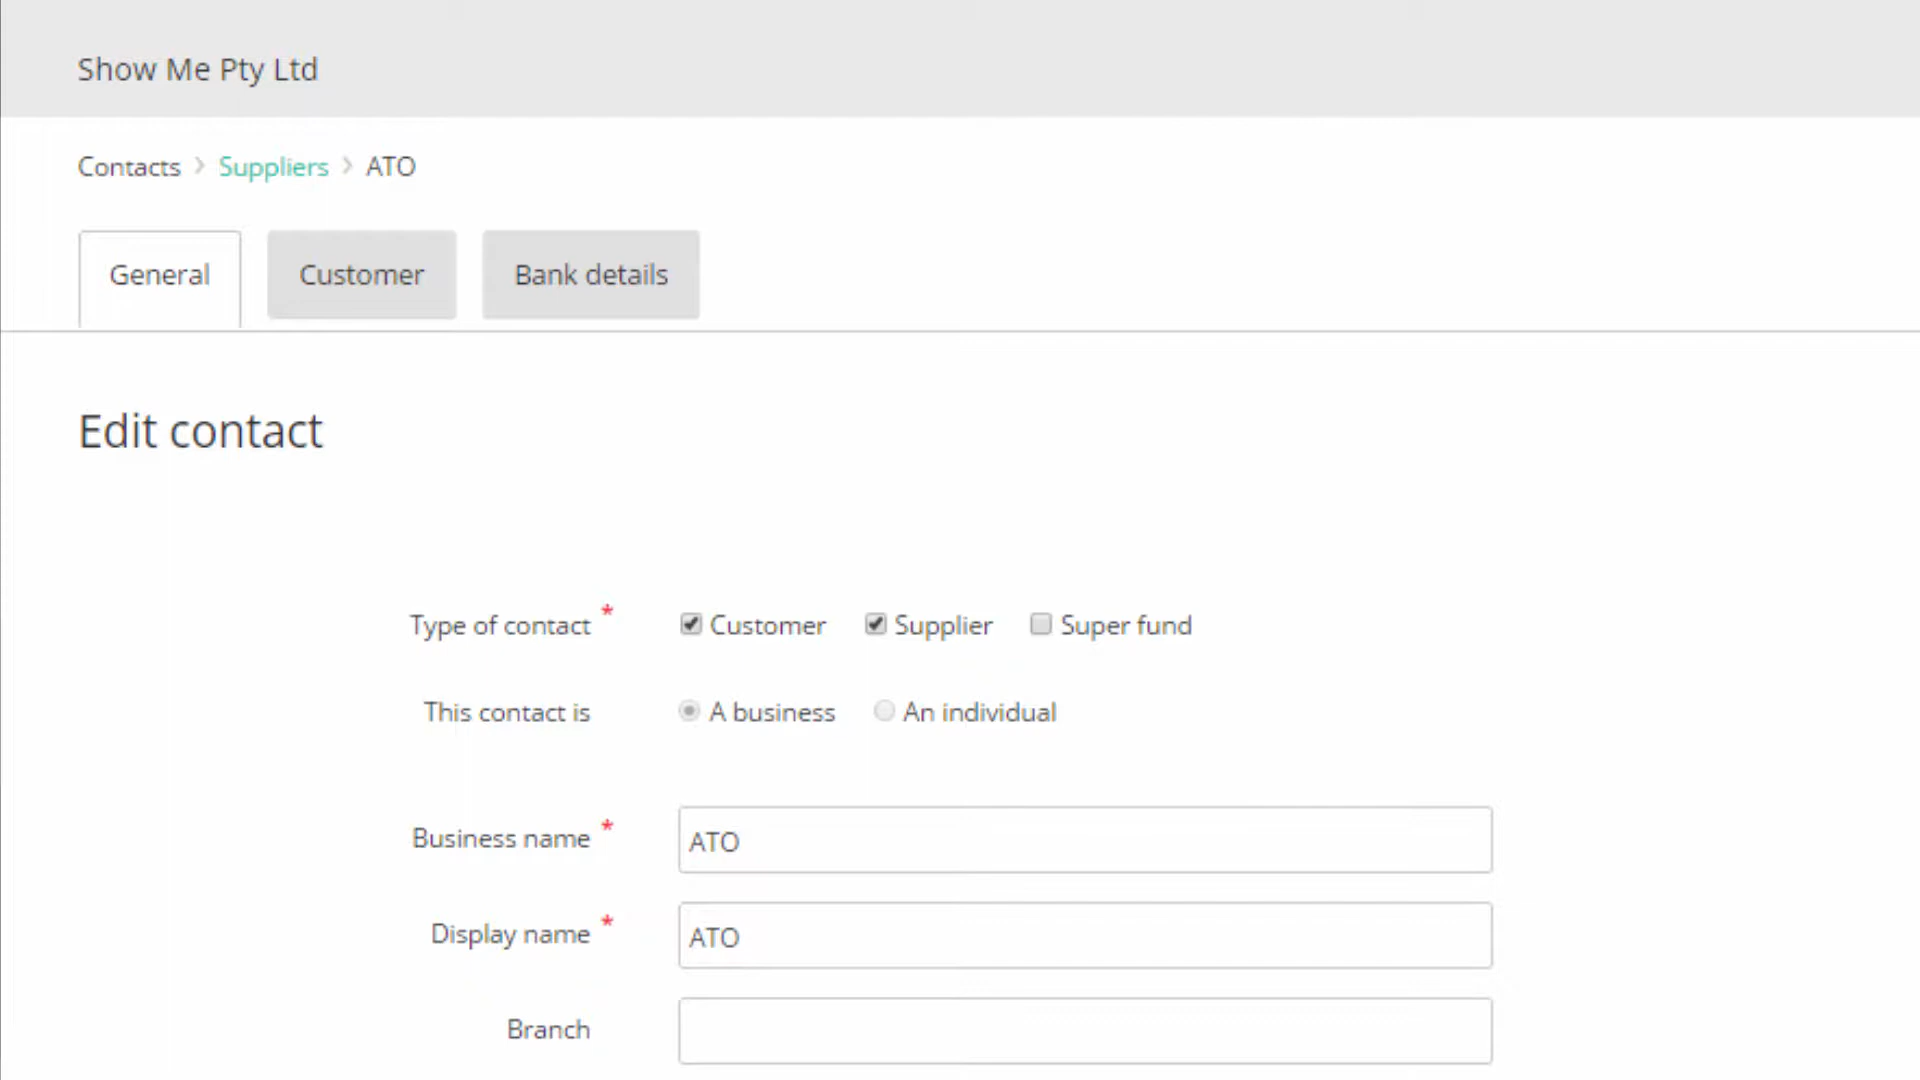 Show Me Pty Ltd
Contacts > Suppliers > ATO
General Customer Bank details
Edit contact
Type of contact * Customer Supplier Super fund
This contact is A business An individual
Business name * ATO
Display name * ATO
Branch